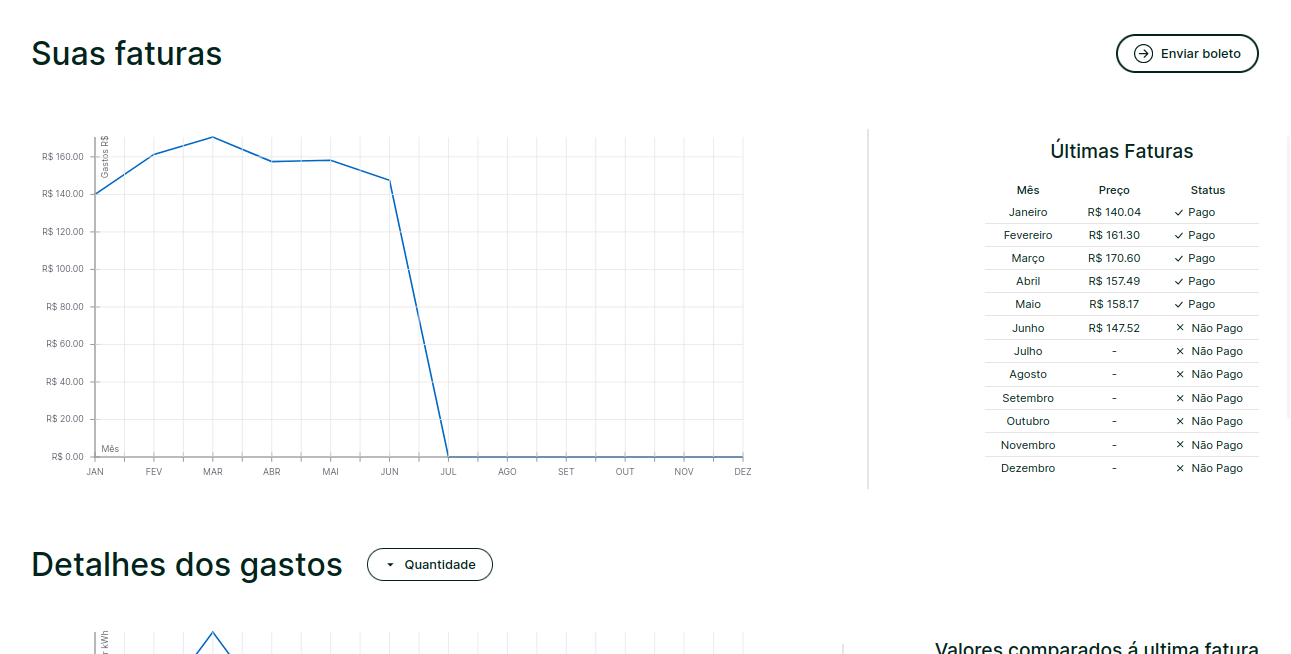 Suas faturas
Enviar boleto
Gastos R$
R$ 160.00
R$ 140.00
R$ 120.00
R$ 100.00
R$ 80.00
R$ 60.00
R$ 40.00
R$ 20.00
R$ 0.00
Mês
JAN FEV MAR ABR MAI JUN JUL AGO SET OUT NOV DEZ
Últimas Faturas
Mês Preço Status
Janeiro R$ 140.04 Pago
Fevereiro R$ 161.30 Pago
Março R$ 170.60 Pago
Abril R$ 157.49 Pago
Maio R$ 158.17 Pago
Junho R$ 147.52 Não Pago
Julho - Não Pago
Agosto - Não Pago
Setembro - Não Pago
Outubro - Não Pago
Novembro - Não Pago
Dezembro - Não Pago
Detalhes dos gastos
Quantidade
kWh
Valores comparados á ultima fatura